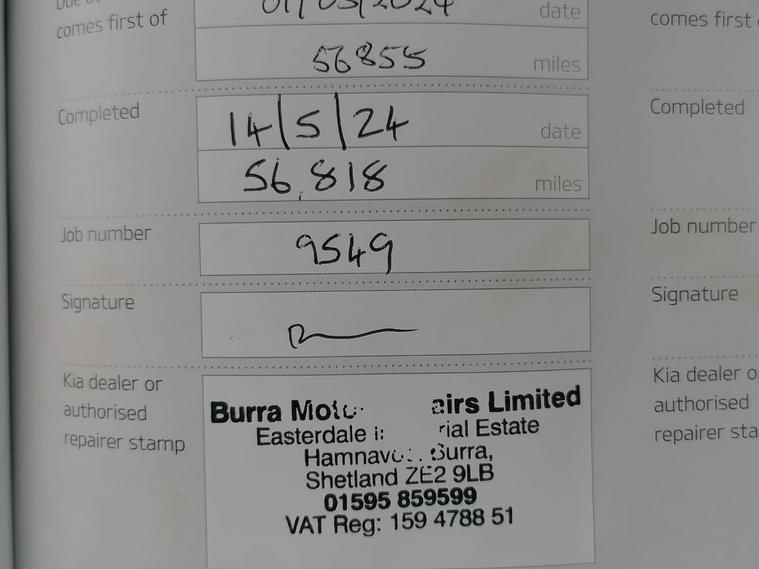 comes first of
date
comes first
56855 miles
Completed
14/5/24 date
Completed
56,818 miles
Job number
9549
Job number
Signature
Signature
Kia dealer or
authorised
repairer stamp
Burra Limited
Easterdale Estate
Burra,
Shetland ZE2 9LB
01595 859599
VAT Reg: 159 4788 51
Kia dealer o
authorised
repairer sta